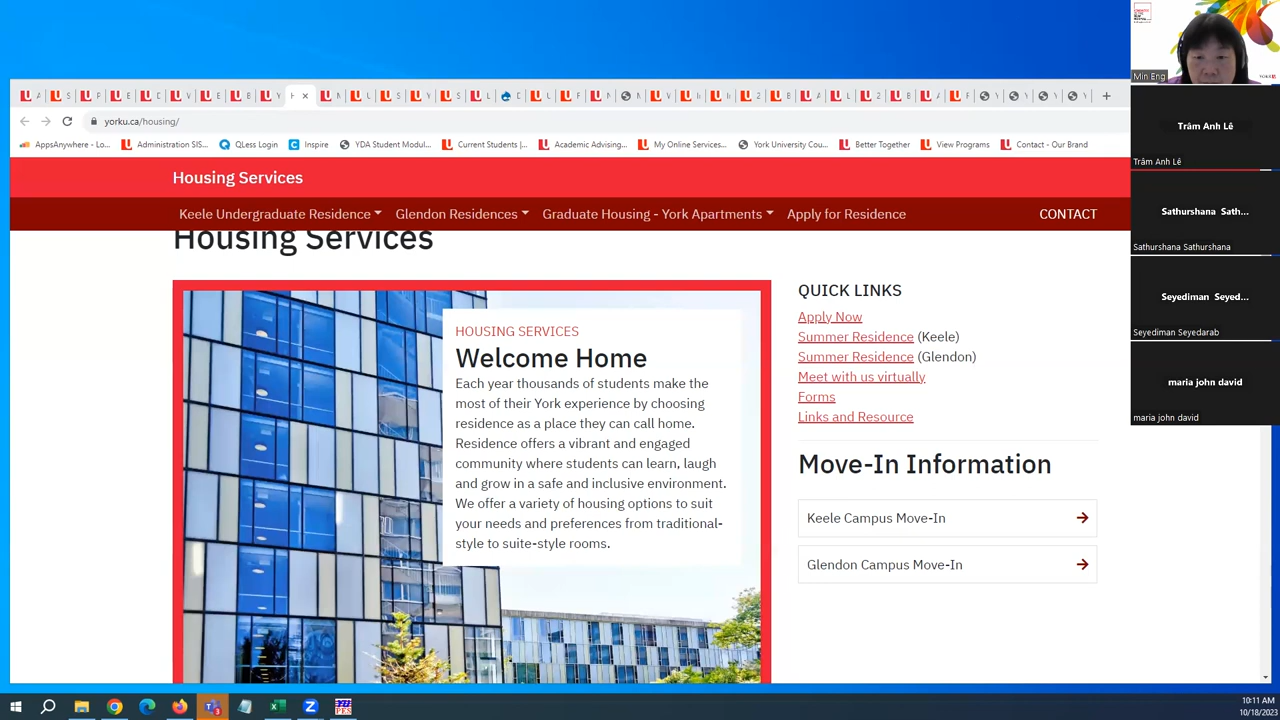 yorku.ca/housing/
AppsAnywhere - Lo...
Administration SIS...
QLess Login
Inspire
YDA Student Modul...
Current Students |...
Academic Advising...
My Online Services...
York University Cou...
Better Together
View Programs
Contact - Our Brand
Housing Services
Keele Undergraduate Residence
Glendon Residences
Graduate Housing - York Apartments
Apply for Residence
CONTACT
Housing Services
HOUSING SERVICES
Welcome Home
Each year thousands of students make the
most of their York experience by choosing
residence as a place they can call home.
Residence offers a vibrant and engaged
community where students can learn, laugh
and grow in a safe and inclusive environment.
We offer a variety of housing options to suit
your needs and preferences from traditional-
style to suite-style rooms.
QUICK LINKS
Apply Now
Summer Residence (Keele)
Summer Residence (Glendon)
Meet with us virtually
Forms
Links and Resource
Move-In Information
Keele Campus Move-In
Glendon Campus Move-In
Min Eng
Trâm Anh Lê
Trâm Anh Lê
Sathurshana Sath...
Sathurshana Sathurshana
Seyediman Seyed...
Seyediman Seyedarab
maria john david
maria john david
10:11 AM
10/18/2023